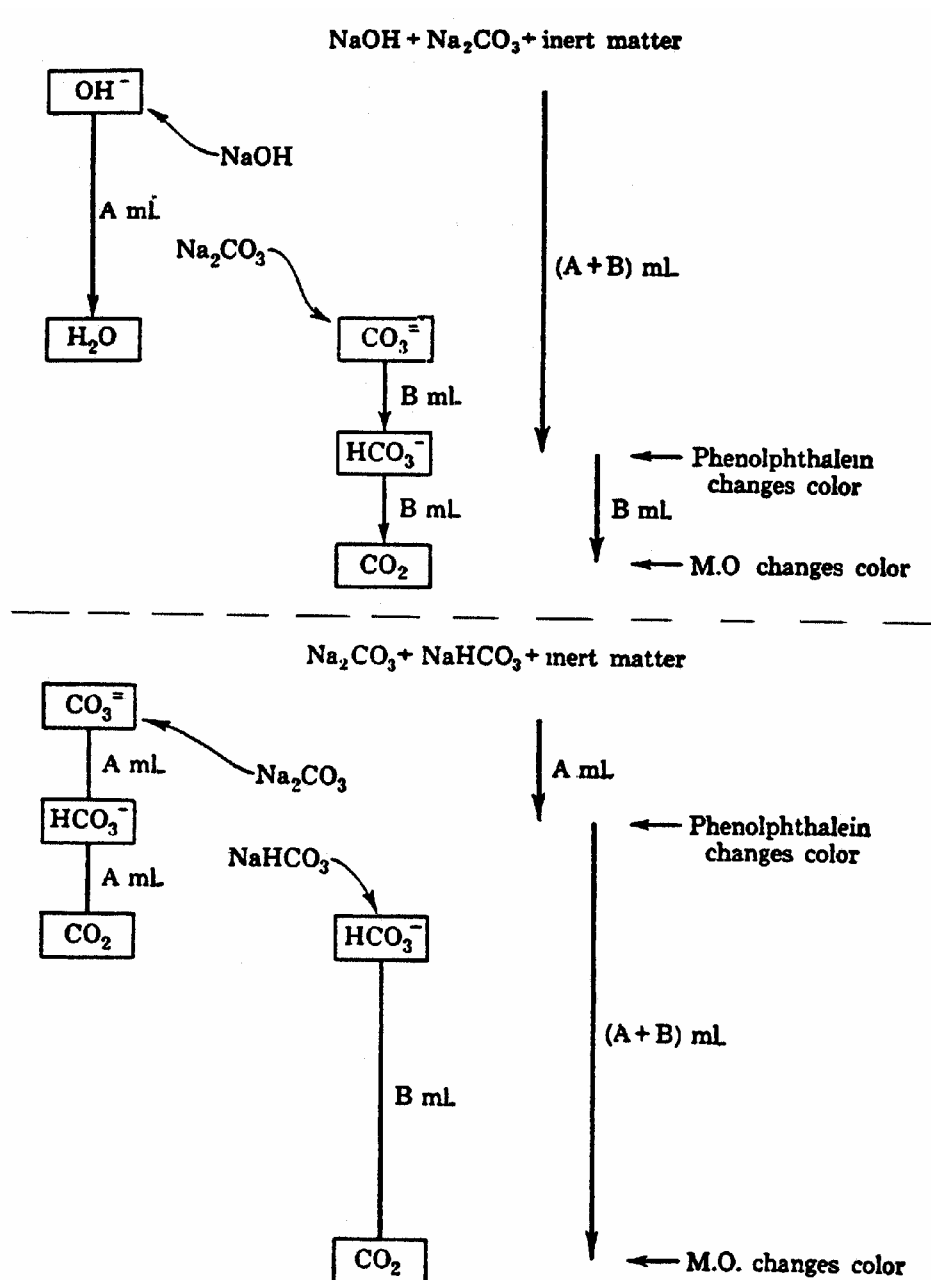 NaOH + Na₂CO₃ + inert matter
OH⁻
NaOH
A mL
Na₂CO₃
(A + B) mL
H₂O
CO₃⁼
B mL
HCO₃⁻
Phenolphthalein
changes color
B mL
B mL
CO₂
M.O changes color
Na₂CO₃ + NaHCO₃ + inert matter
CO₃⁼
A mL
Na₂CO₃
A mL
HCO₃⁻
Phenolphthalein
changes color
NaHCO₃
A mL
CO₂
HCO₃⁻
(A + B) mL
B mL
CO₂
M.O. changes color